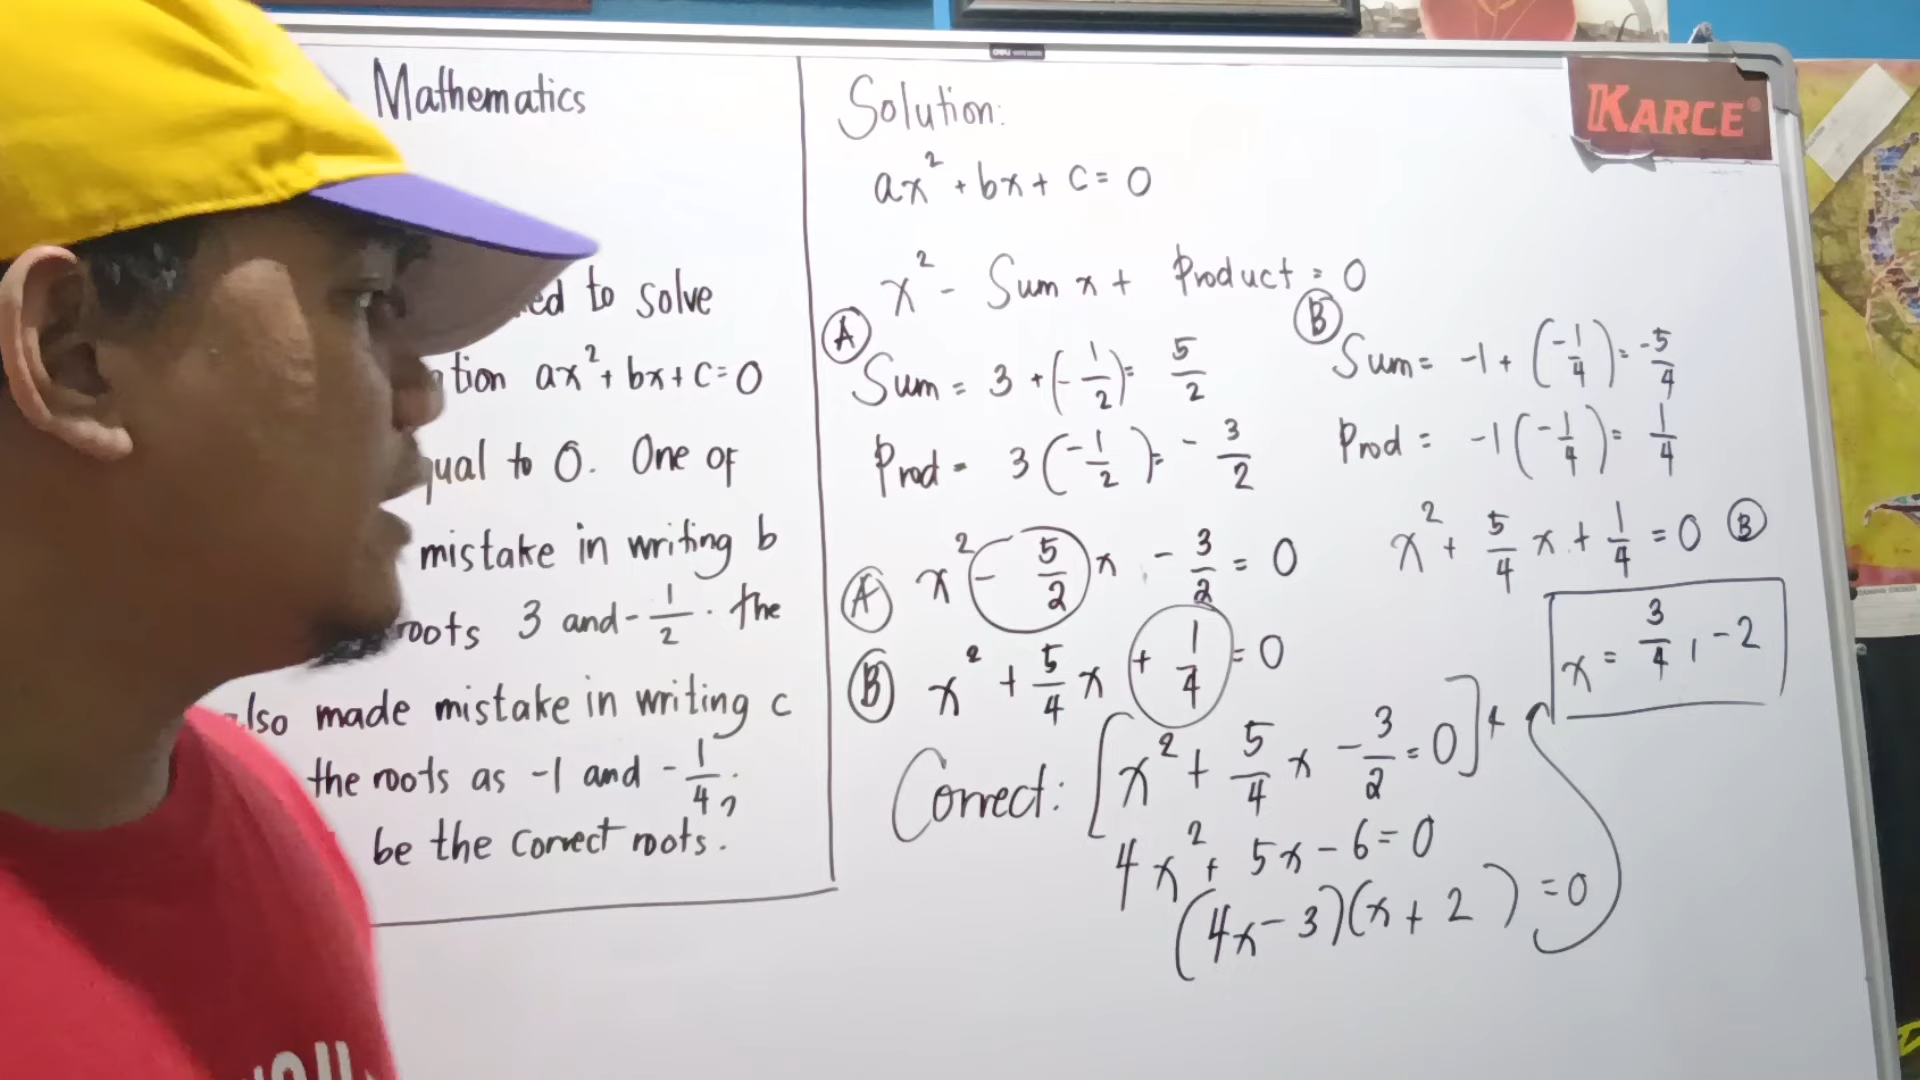 Mathematics
to solve
ax² + bx + c = 0
to 0. One of
mistake in writing b
roots 3 and -1/2. the
also made mistake in writing c
the roots as -1 and -1/4;
be the correct roots.
Solution:
ax² + bx + c = 0
x² - Sum x + Product = 0
(A)
Sum = 3 + (-1/2) = 5/2
Prod = 3(-1/2) = -3/2
(B)
Sum = -1 + (-1/4) = -5/4
Prod = -1(-1/4) = 1/4
x² + 5/4 x + 1/4 = 0 (B)
(A) x² - 5/2 x - 3/2 = 0
(B) x² + 5/4 x + 1/4 = 0
Correct: [x² + 5/4 x - 3/2 = 0] 4
4x² + 5x - 6 = 0
(4x - 3)(x + 2) = 0
x = 3/4, -2
KARCE®